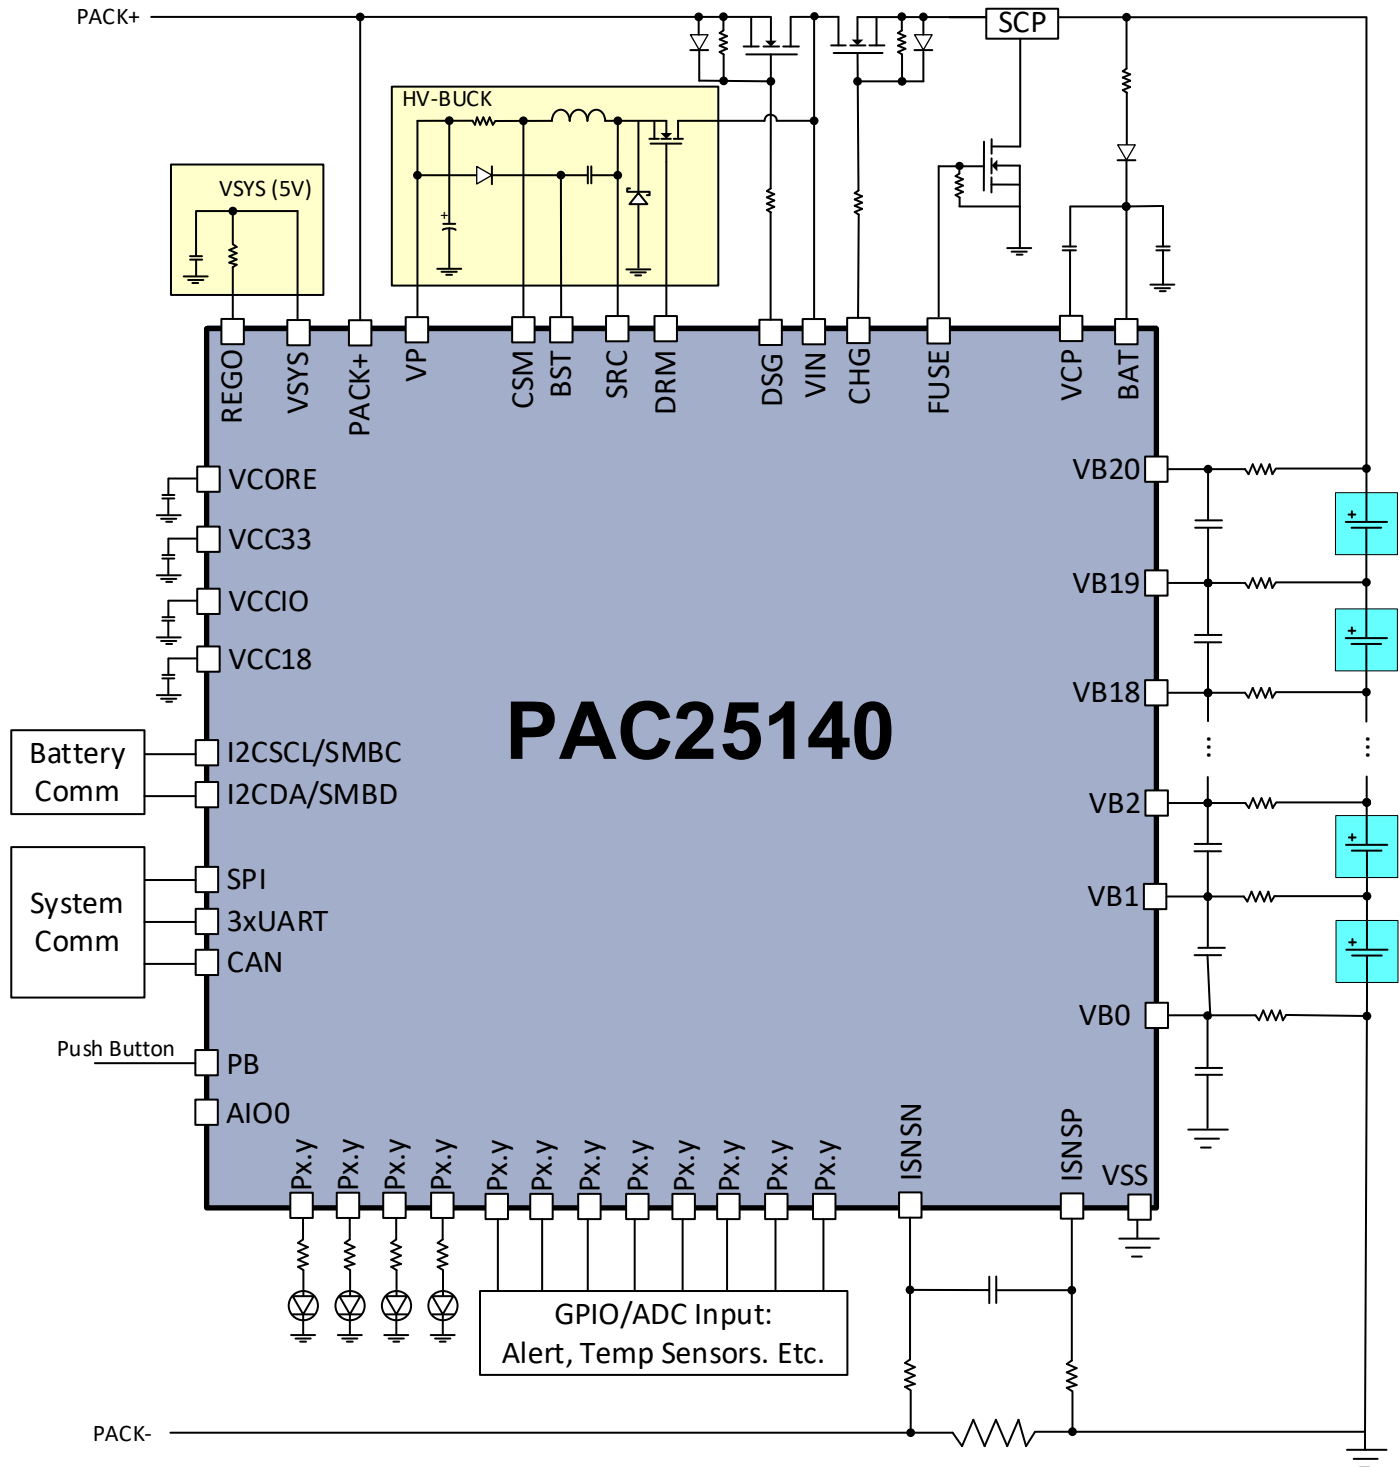 PACK+
SCP
HV-BUCK
+
VSYS (5V)
REGO
VSYS
PACK+
VP
CSM
BST
SRC
DRM
DSG
VIN
CHG
FUSE
VCP
BAT
VCORE
VCC33
VCCIO
VCC18
VB20
+
VB19
+
VB18
PAC25140
...
...
Battery
Comm
I2CSCL/SMBC
I2CDA/SMBD
VB2
+
System
Comm
SPI
3xUART
CAN
VB1
+
VB0
Push Button
PB
AIO0
Px.y
Px.y
Px.y
Px.y
Px.y
Px.y
Px.y
Px.y
Px.y
Px.y
Px.y
Px.y
ISNSN
ISNSP
VSS
GPIO/ADC Input:
Alert, Temp Sensors. Etc.
PACK-